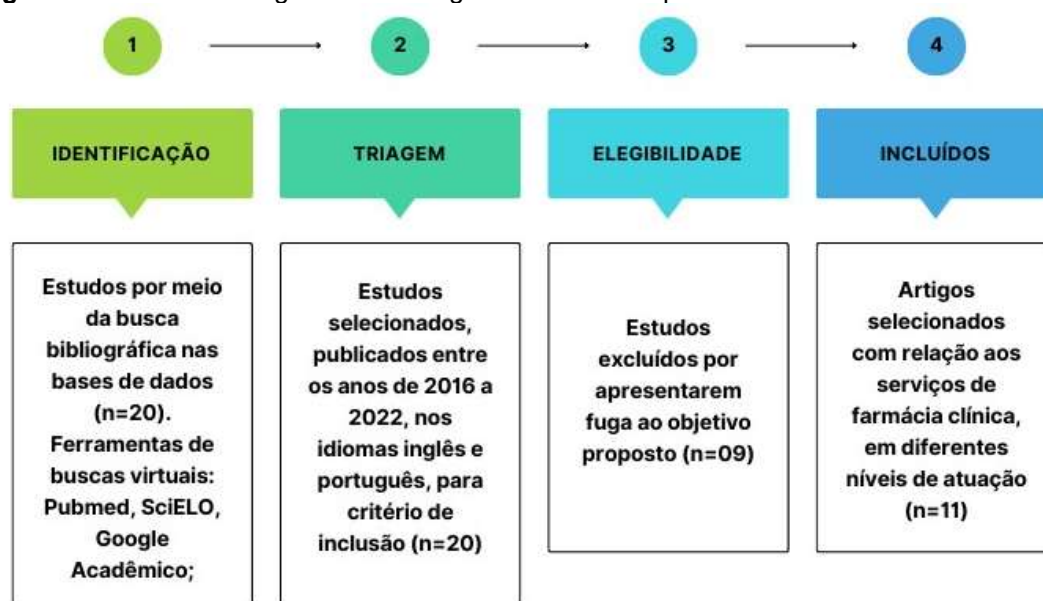 1
2
3
4
IDENTIFICAÇÃO
TRIAGEM
ELEGIBILIDADE
INCLUÍDOS
Estudos por meio
da busca
bibliográfica nas
bases de dados
(n=20).
Ferramentas de
buscas virtuais:
Pubmed, SciELO,
Google
Acadêmico;
Estudos
selecionados,
publicados entre
os anos de 2016 a
2022, nos
idiomas inglês e
português, para
critério de
inclusão (n=20)
Estudos
excluídos por
apresentarem
fuga ao objetivo
proposto (n=09)
Artigos
selecionados
com relação aos
serviços de
farmácia clínica,
em diferentes
níveis de atuação
(n=11)